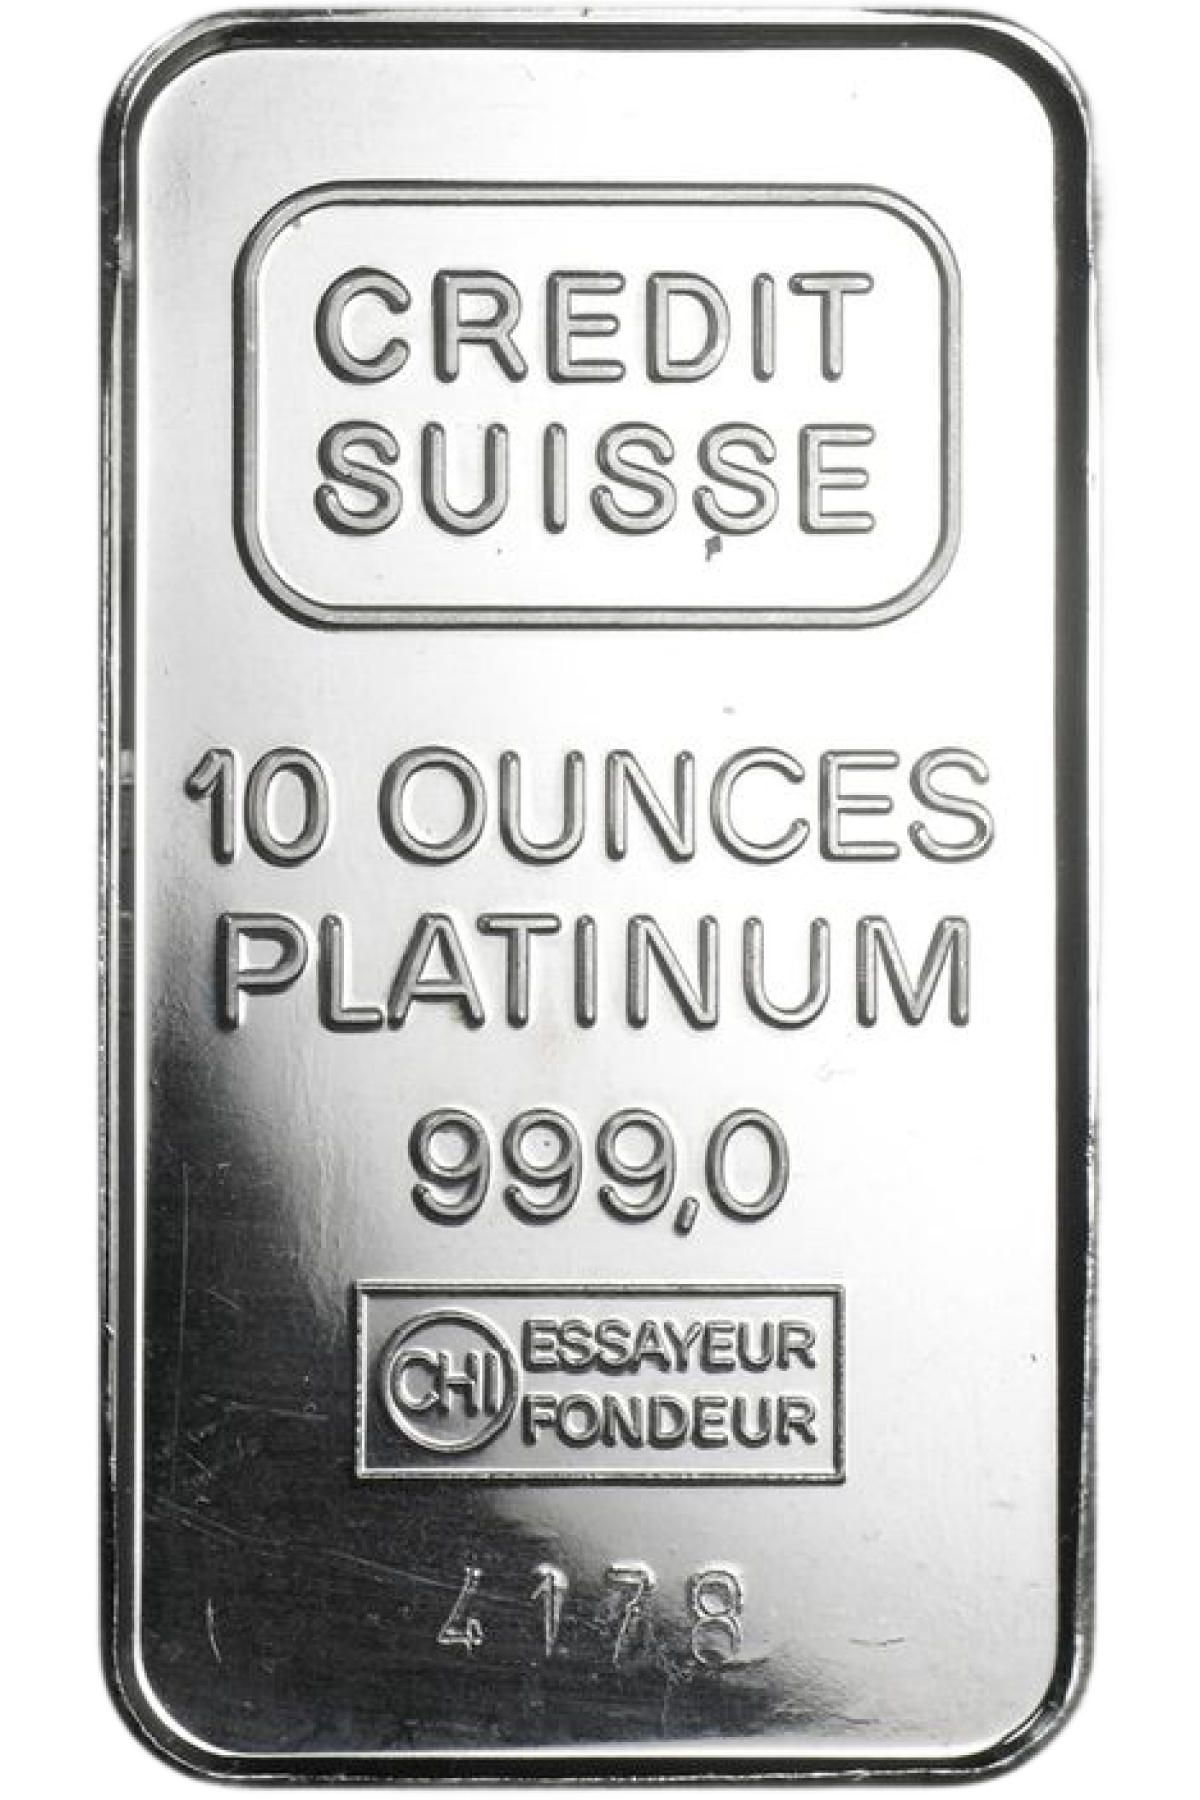 CREDIT
SUISSE
10 OUNCES
PLATINUM
999,0
CHI ESSAYEUR
FONDEUR
4178